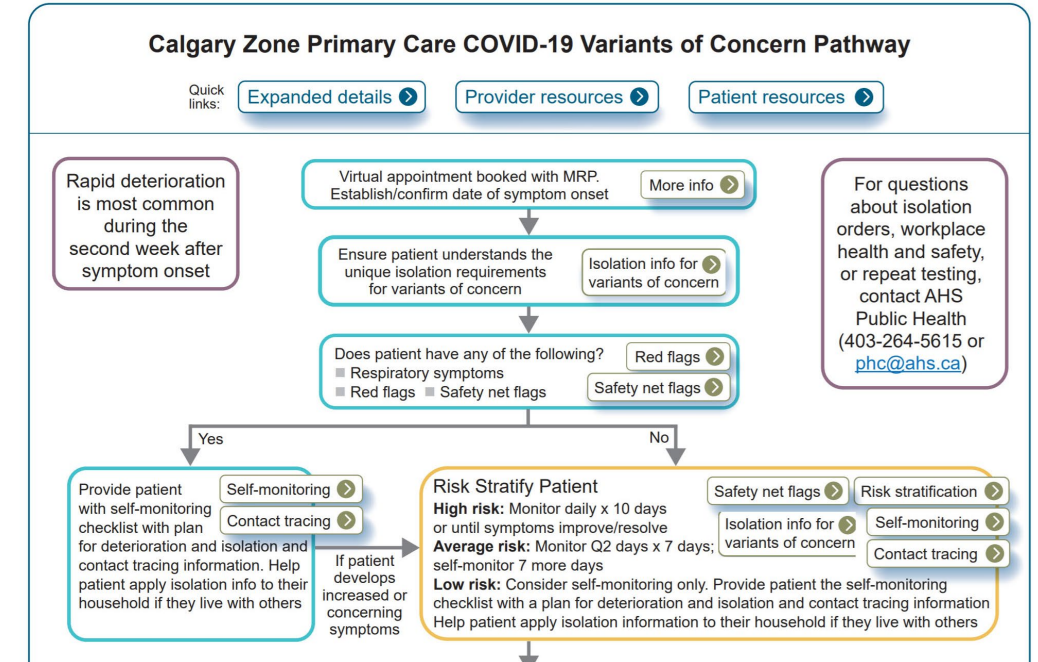 Calgary Zone Primary Care COVID-19 Variants of Concern Pathway
Quick
links:
Expanded details
Provider resources
Patient resources
Rapid deterioration
is most common
during the
second week after
symptom onset
Virtual appointment booked with MRP.
Establish/confirm date of symptom onset
More info
For questions
about isolation
orders, workplace
health and safety,
or repeat testing,
contact AHS
Public Health
(403-264-5615 or
phc@ahs.ca)
Ensure patient understands the
unique isolation requirements
for variants of concern
Isolation info for
variants of concern
Does patient have any of the following?
Respiratory symptoms
Red flags Safety net flags
Red flags
Safety net flags
Yes
No
Provide patient
with self-monitoring
checklist with plan
for deterioration and isolation and
contact tracing information. Help
patient apply isolation info to their
household if they live with others
Self-monitoring
Contact tracing
If patient
develops
increased or
concerning
symptoms
Risk Stratify Patient
High risk: Monitor daily x 10 days
or until symptoms improve/resolve
Average risk: Monitor Q2 days x 7 days;
self-monitor 7 more days
Low risk: Consider self-monitoring only. Provide patient the self-monitoring
checklist with a plan for deterioration and isolation and contact tracing information
Help patient apply isolation information to their household if they live with others
Safety net flags
Risk stratification
Isolation info for
variants of concern
Self-monitoring
Contact tracing